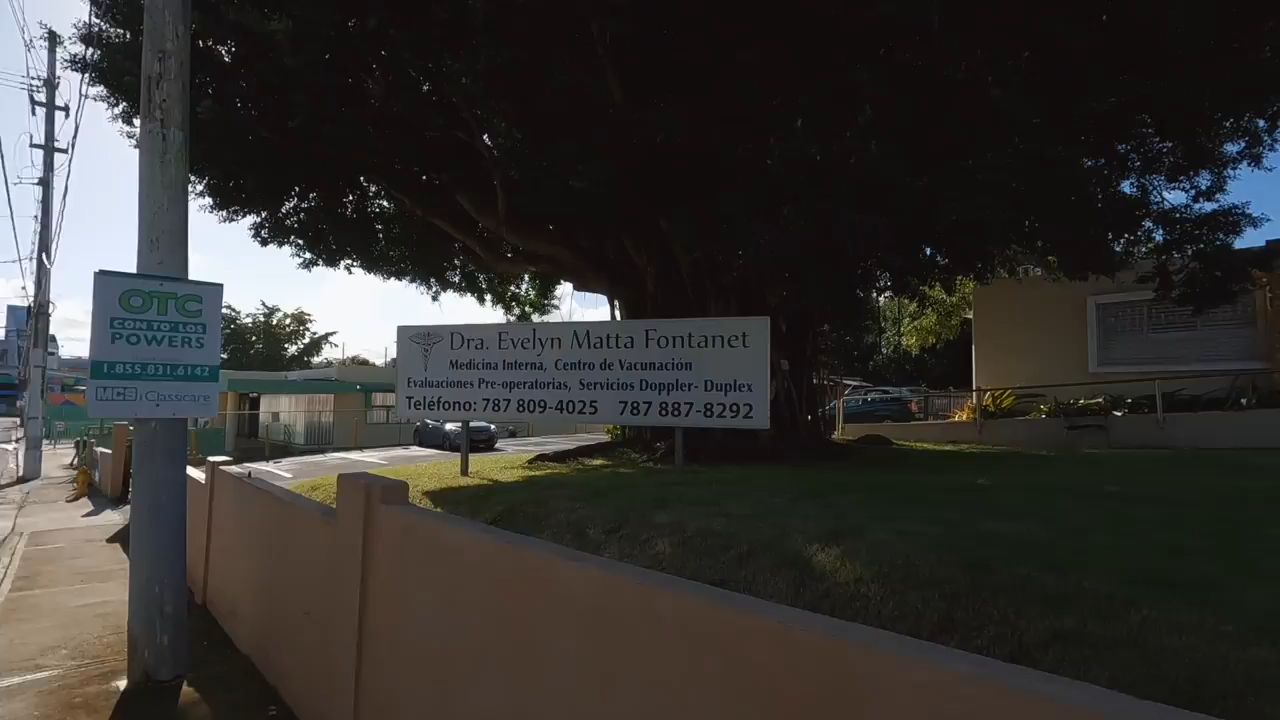 OTC
CON TO' LOS
POWERS
1.855.831.6142
MCS Classicare
Dra. Evelyn Matta Fontanet
Medicina Interna, Centro de Vacunación
Evaluaciones Pre-operatorias, Servicios Doppler- Duplex
Teléfono: 787 809-4025 787 887-8292